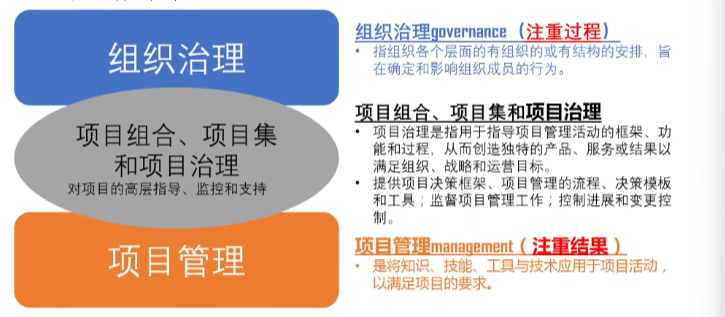 组织治理
项目组合、项目集
和项目治理
对项目的高层指导、监控和支持
项目管理
组织治理governance（注重过程）
• 指组织各个层面的有组织的或有结构的安排，旨
在确定和影响组织成员的行为。
项目组合、项目集和项目治理
• 项目治理是指用于指导项目管理活动的框架、功
能和过程，从而创造独特的产品、服务或结果以
满足组织、战略和运营目标。
• 提供项目决策框架、项目管理的流程、决策模板
和工具；监督项目管理工作；控制进展和变更控
制。
项目管理management（注重结果）
• 是将知识、技能、工具与技术应用于项目活动，
以满足项目的要求。